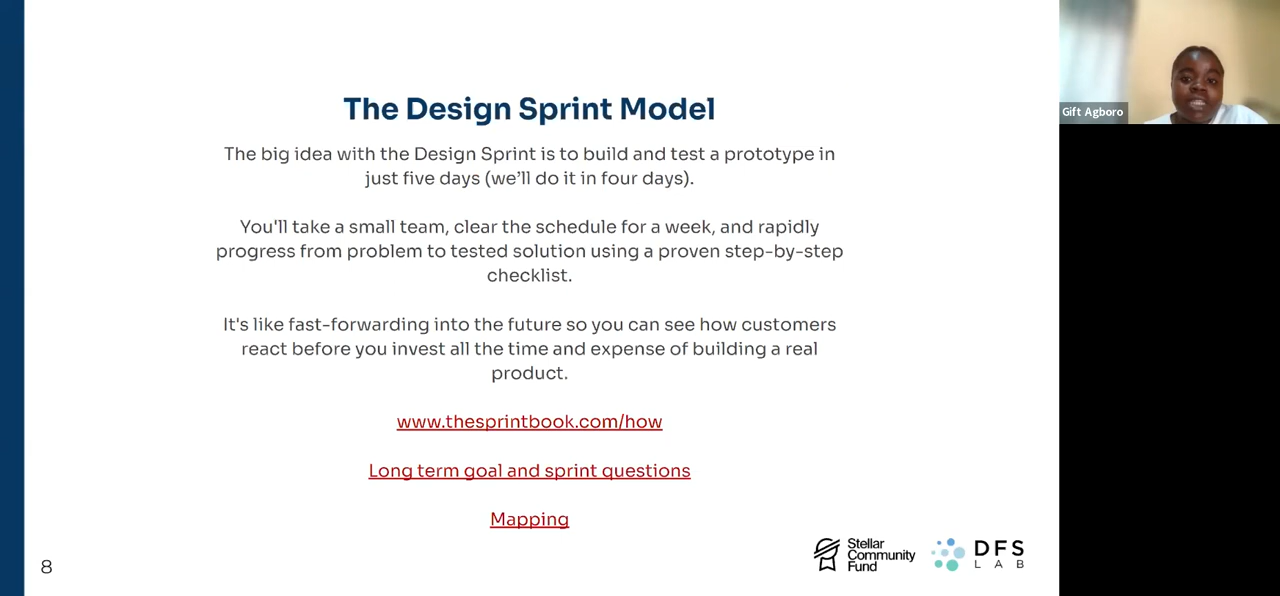 The Design Sprint Model
The big idea with the Design Sprint is to build and test a prototype in
just five days (we’ll do it in four days).
You'll take a small team, clear the schedule for a week, and rapidly
progress from problem to tested solution using a proven step-by-step
checklist.
It's like fast-forwarding into the future so you can see how customers
react before you invest all the time and expense of building a real
product.
www.thesprintbook.com/how
Long term goal and sprint questions
Mapping
8
Stellar
Community
Fund
DFS
LAB
Gift Agboro